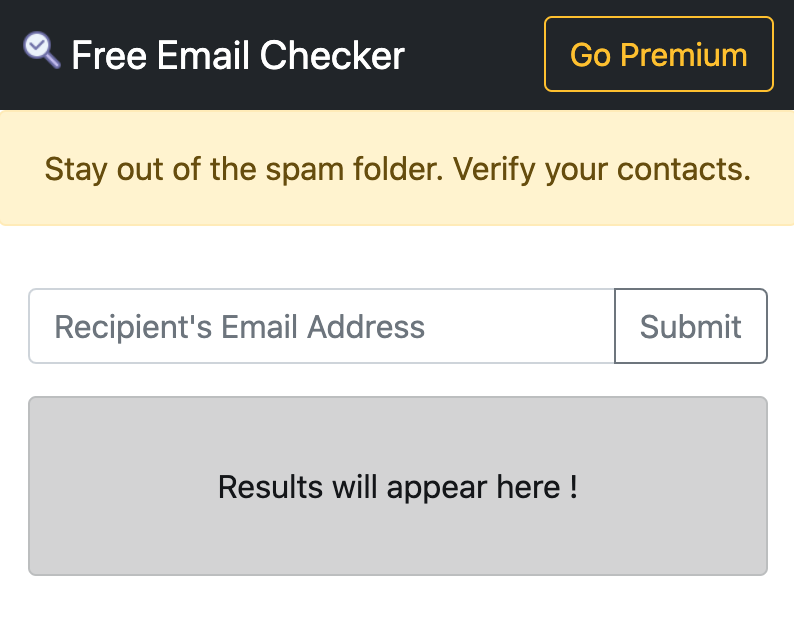 Free Email Checker
Go Premium
Stay out of the spam folder. Verify your contacts.
Recipient's Email Address
Submit
Results will appear here !